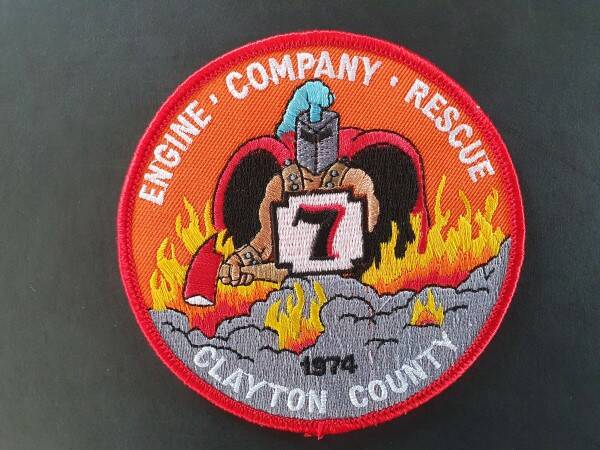 ENGINE · COMPANY · RESCUE
7
1974
CLAYTON COUNTY